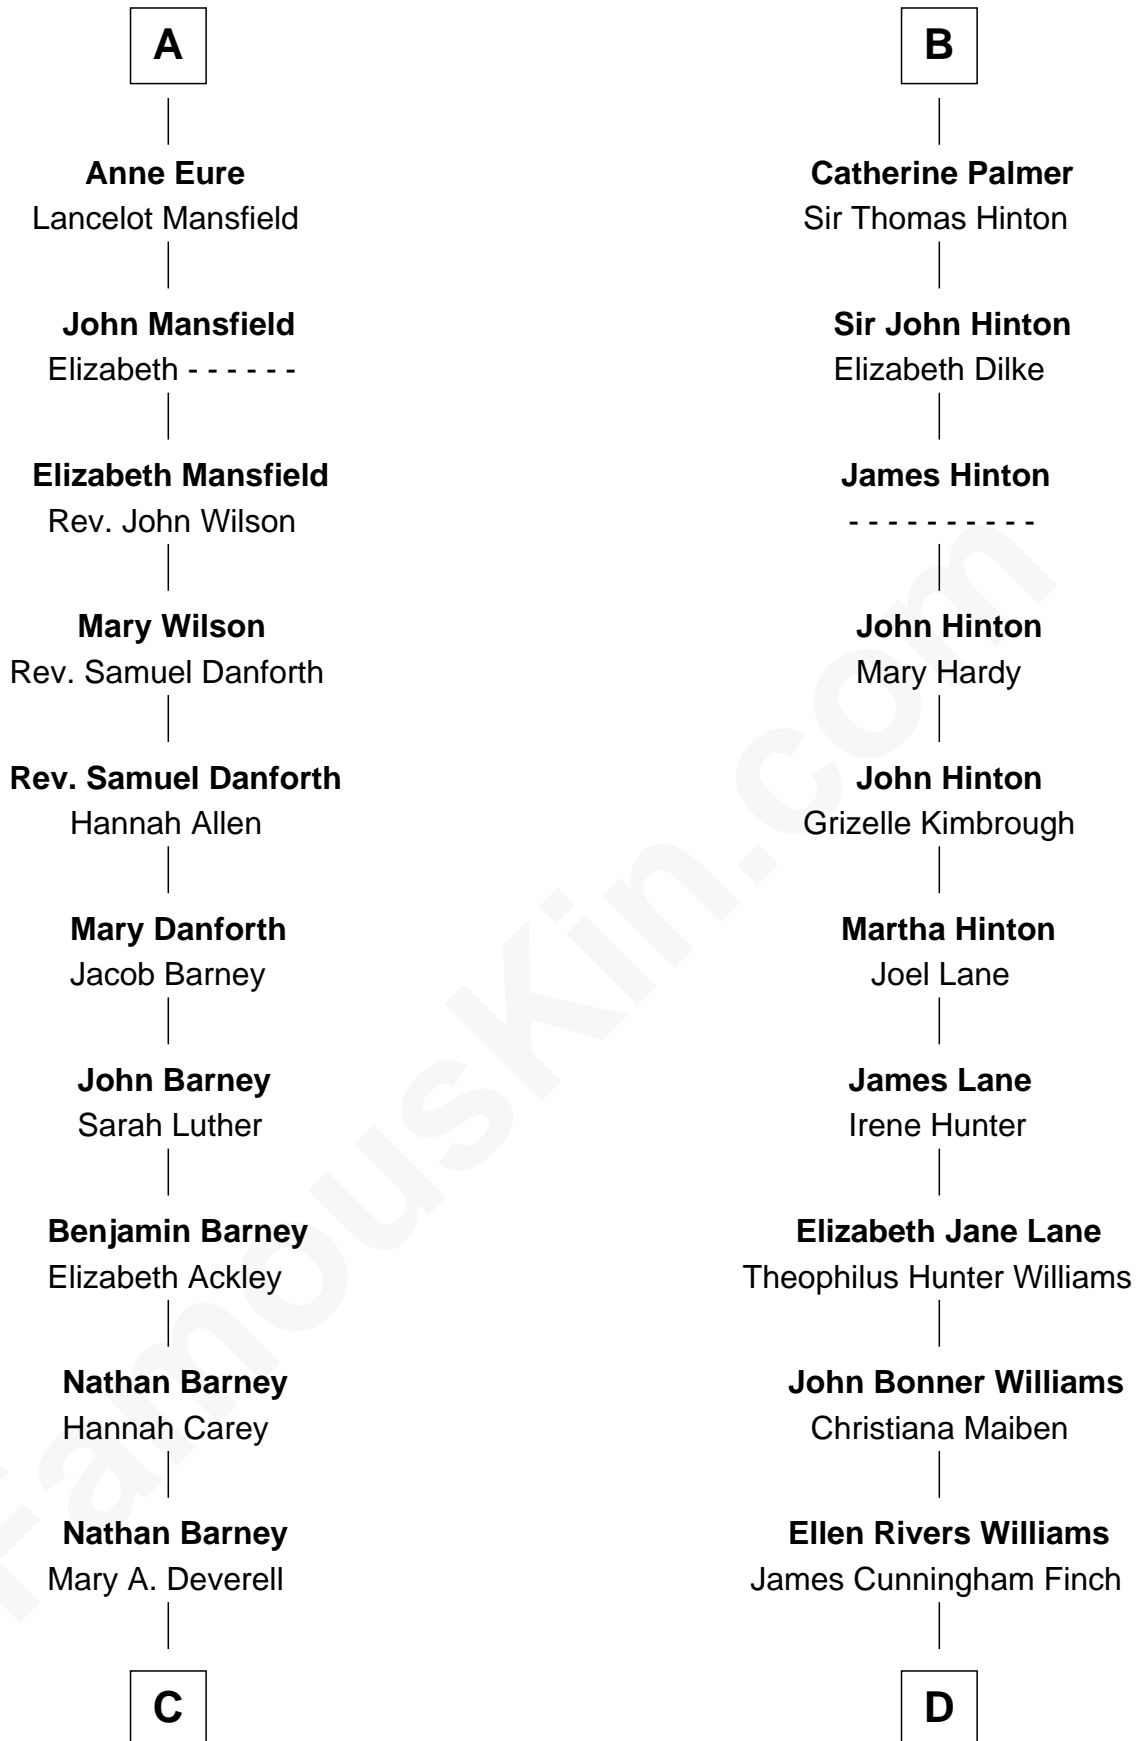 A
Anne Eure
Lancelot Mansfield
John Mansfield
Elizabeth - - - - - -
Elizabeth Mansfield
Rev. John Wilson
Mary Wilson
Rev. Samuel Danforth
Rev. Samuel Danforth
Hannah Allen
Mary Danforth
Jacob Barney
John Barney
Sarah Luther
Benjamin Barney
Elizabeth Ackley
Nathan Barney
Hannah Carey
Nathan Barney
Mary A. Deverell
C
B
Catherine Palmer
Sir Thomas Hinton
Sir John Hinton
Elizabeth Dilke
James Hinton
- - - - - - - - - -
John Hinton
Mary Hardy
John Hinton
Grizelle Kimbrough
Martha Hinton
Joel Lane
James Lane
Irene Hunter
Elizabeth Jane Lane
Theophilus Hunter Williams
John Bonner Williams
Christiana Maiben
Ellen Rivers Williams
James Cunningham Finch
D
FamousKin.com